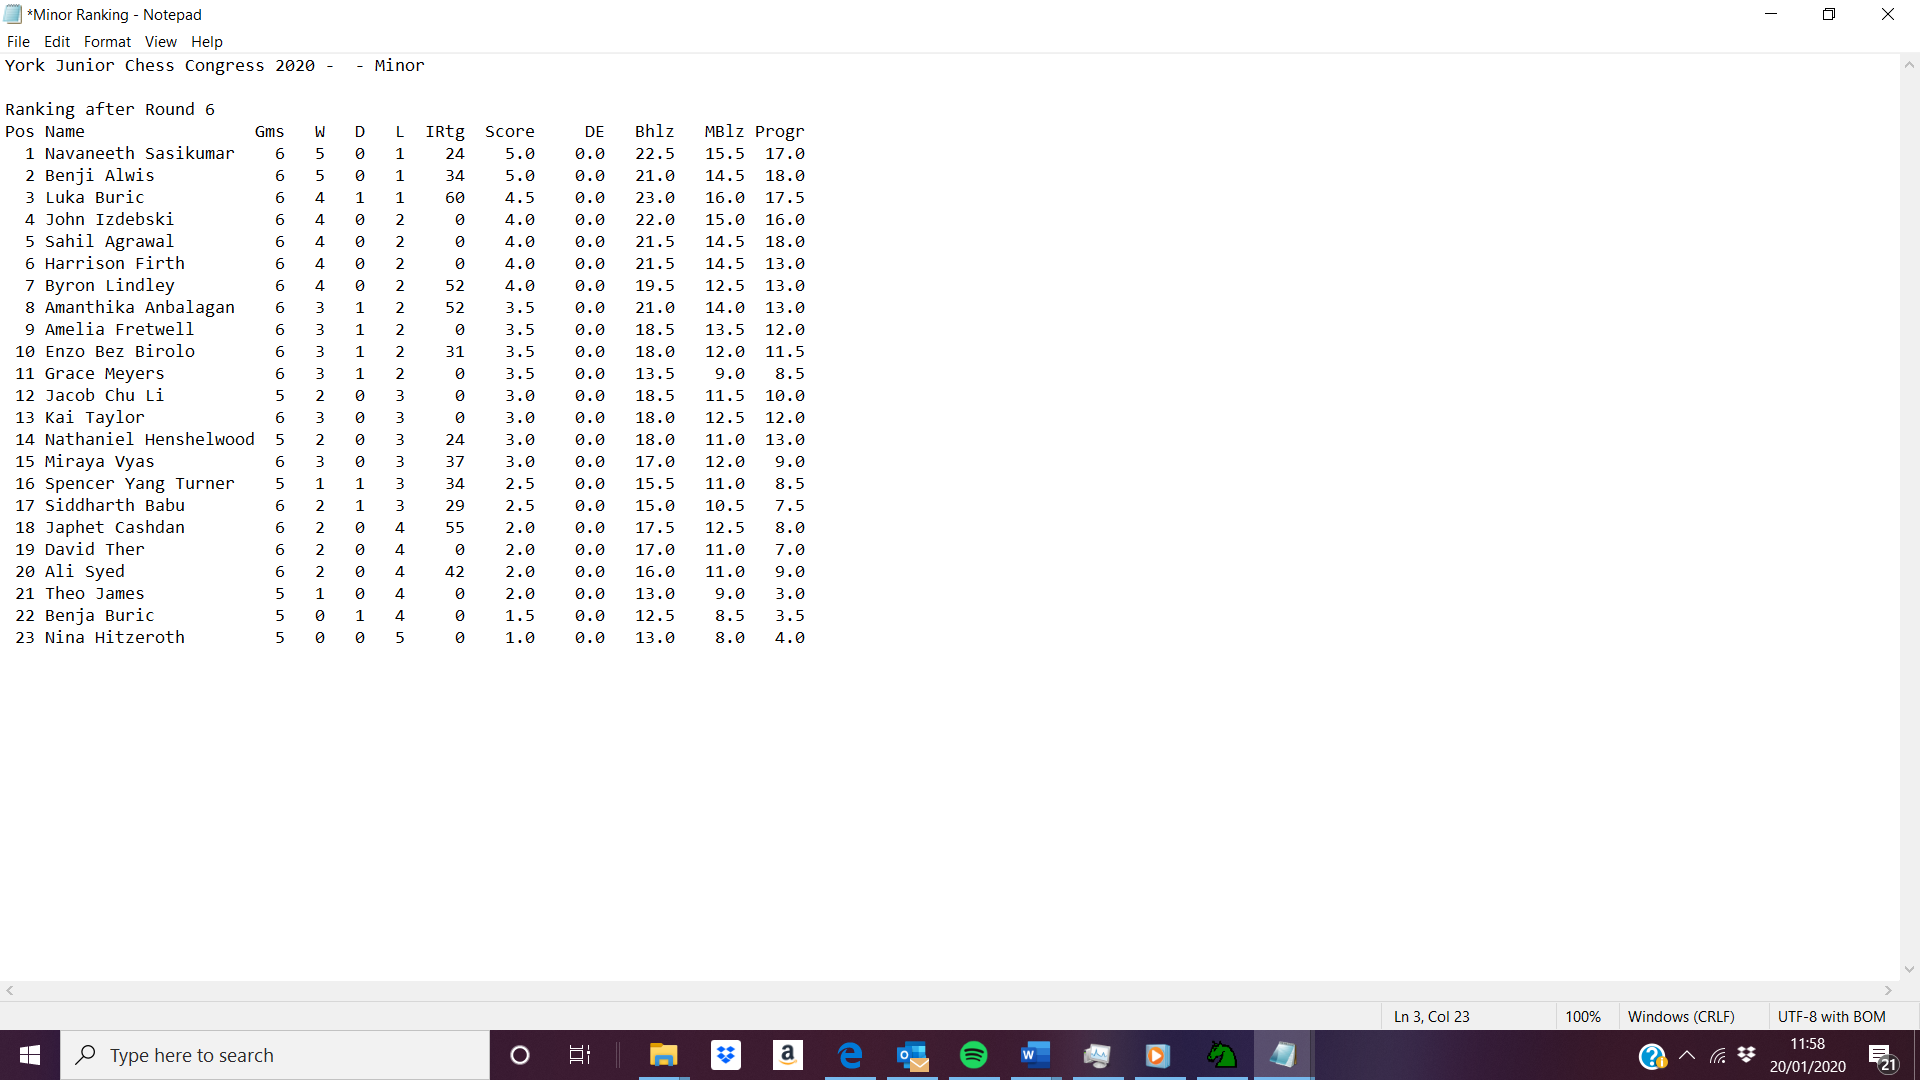 *Minor Ranking - Notepad
File Edit Format View Help
York Junior Chess Congress 2020 -  - Minor
Ranking after Round 6
Pos Name Gms W D L IRtg Score DE Bhlz MBlz Progr
1 Navaneeth Sasikumar 6 5 0 1 24 5.0 0.0 22.5 15.5 17.0
2 Benji Alwis 6 5 0 1 34 5.0 0.0 21.0 14.5 18.0
3 Luka Buric 6 4 1 1 60 4.5 0.0 23.0 16.0 17.5
4 John Izdebski 6 4 0 2 0 4.0 0.0 22.0 15.0 16.0
5 Sahil Agrawal 6 4 0 2 0 4.0 0.0 21.5 14.5 18.0
6 Harrison Firth 6 4 0 2 0 4.0 0.0 21.5 14.5 13.0
7 Byron Lindley 6 4 0 2 52 4.0 0.0 19.5 12.5 13.0
8 Amanthika Anbalagan 6 3 1 2 52 3.5 0.0 21.0 14.0 13.0
9 Amelia Fretwell 6 3 1 2 0 3.5 0.0 18.5 13.5 12.0
10 Enzo Bez Birolo 6 3 1 2 31 3.5 0.0 18.0 12.0 11.5
11 Grace Meyers 6 3 1 2 0 3.5 0.0 13.5 9.0 8.5
12 Jacob Chu Li 5 2 0 3 0 3.0 0.0 18.5 11.5 10.0
13 Kai Taylor 6 3 0 3 0 3.0 0.0 18.0 12.5 12.0
14 Nathaniel Henshelwood 5 2 0 3 24 3.0 0.0 18.0 11.0 13.0
15 Miraya Vyas 6 3 0 3 37 3.0 0.0 17.0 12.0 9.0
16 Spencer Yang Turner 5 1 1 3 34 2.5 0.0 15.5 11.0 8.5
17 Siddharth Babu 6 2 1 3 29 2.5 0.0 15.0 10.5 7.5
18 Japhet Cashdan 6 2 0 4 55 2.0 0.0 17.5 12.5 8.0
19 David Ther 6 2 0 4 0 2.0 0.0 17.0 11.0 7.0
20 Ali Syed 6 2 0 4 42 2.0 0.0 16.0 11.0 9.0
21 Theo James 5 1 0 4 0 2.0 0.0 13.0 9.0 3.0
22 Benja Buric 5 0 1 4 0 1.5 0.0 12.5 8.5 3.5
23 Nina Hitzeroth 5 0 0 5 0 1.0 0.0 13.0 8.0 4.0
Ln 3, Col 23 100% Windows (CRLF) UTF-8 with BOM
Type here to search
11:58
20/01/2020
21